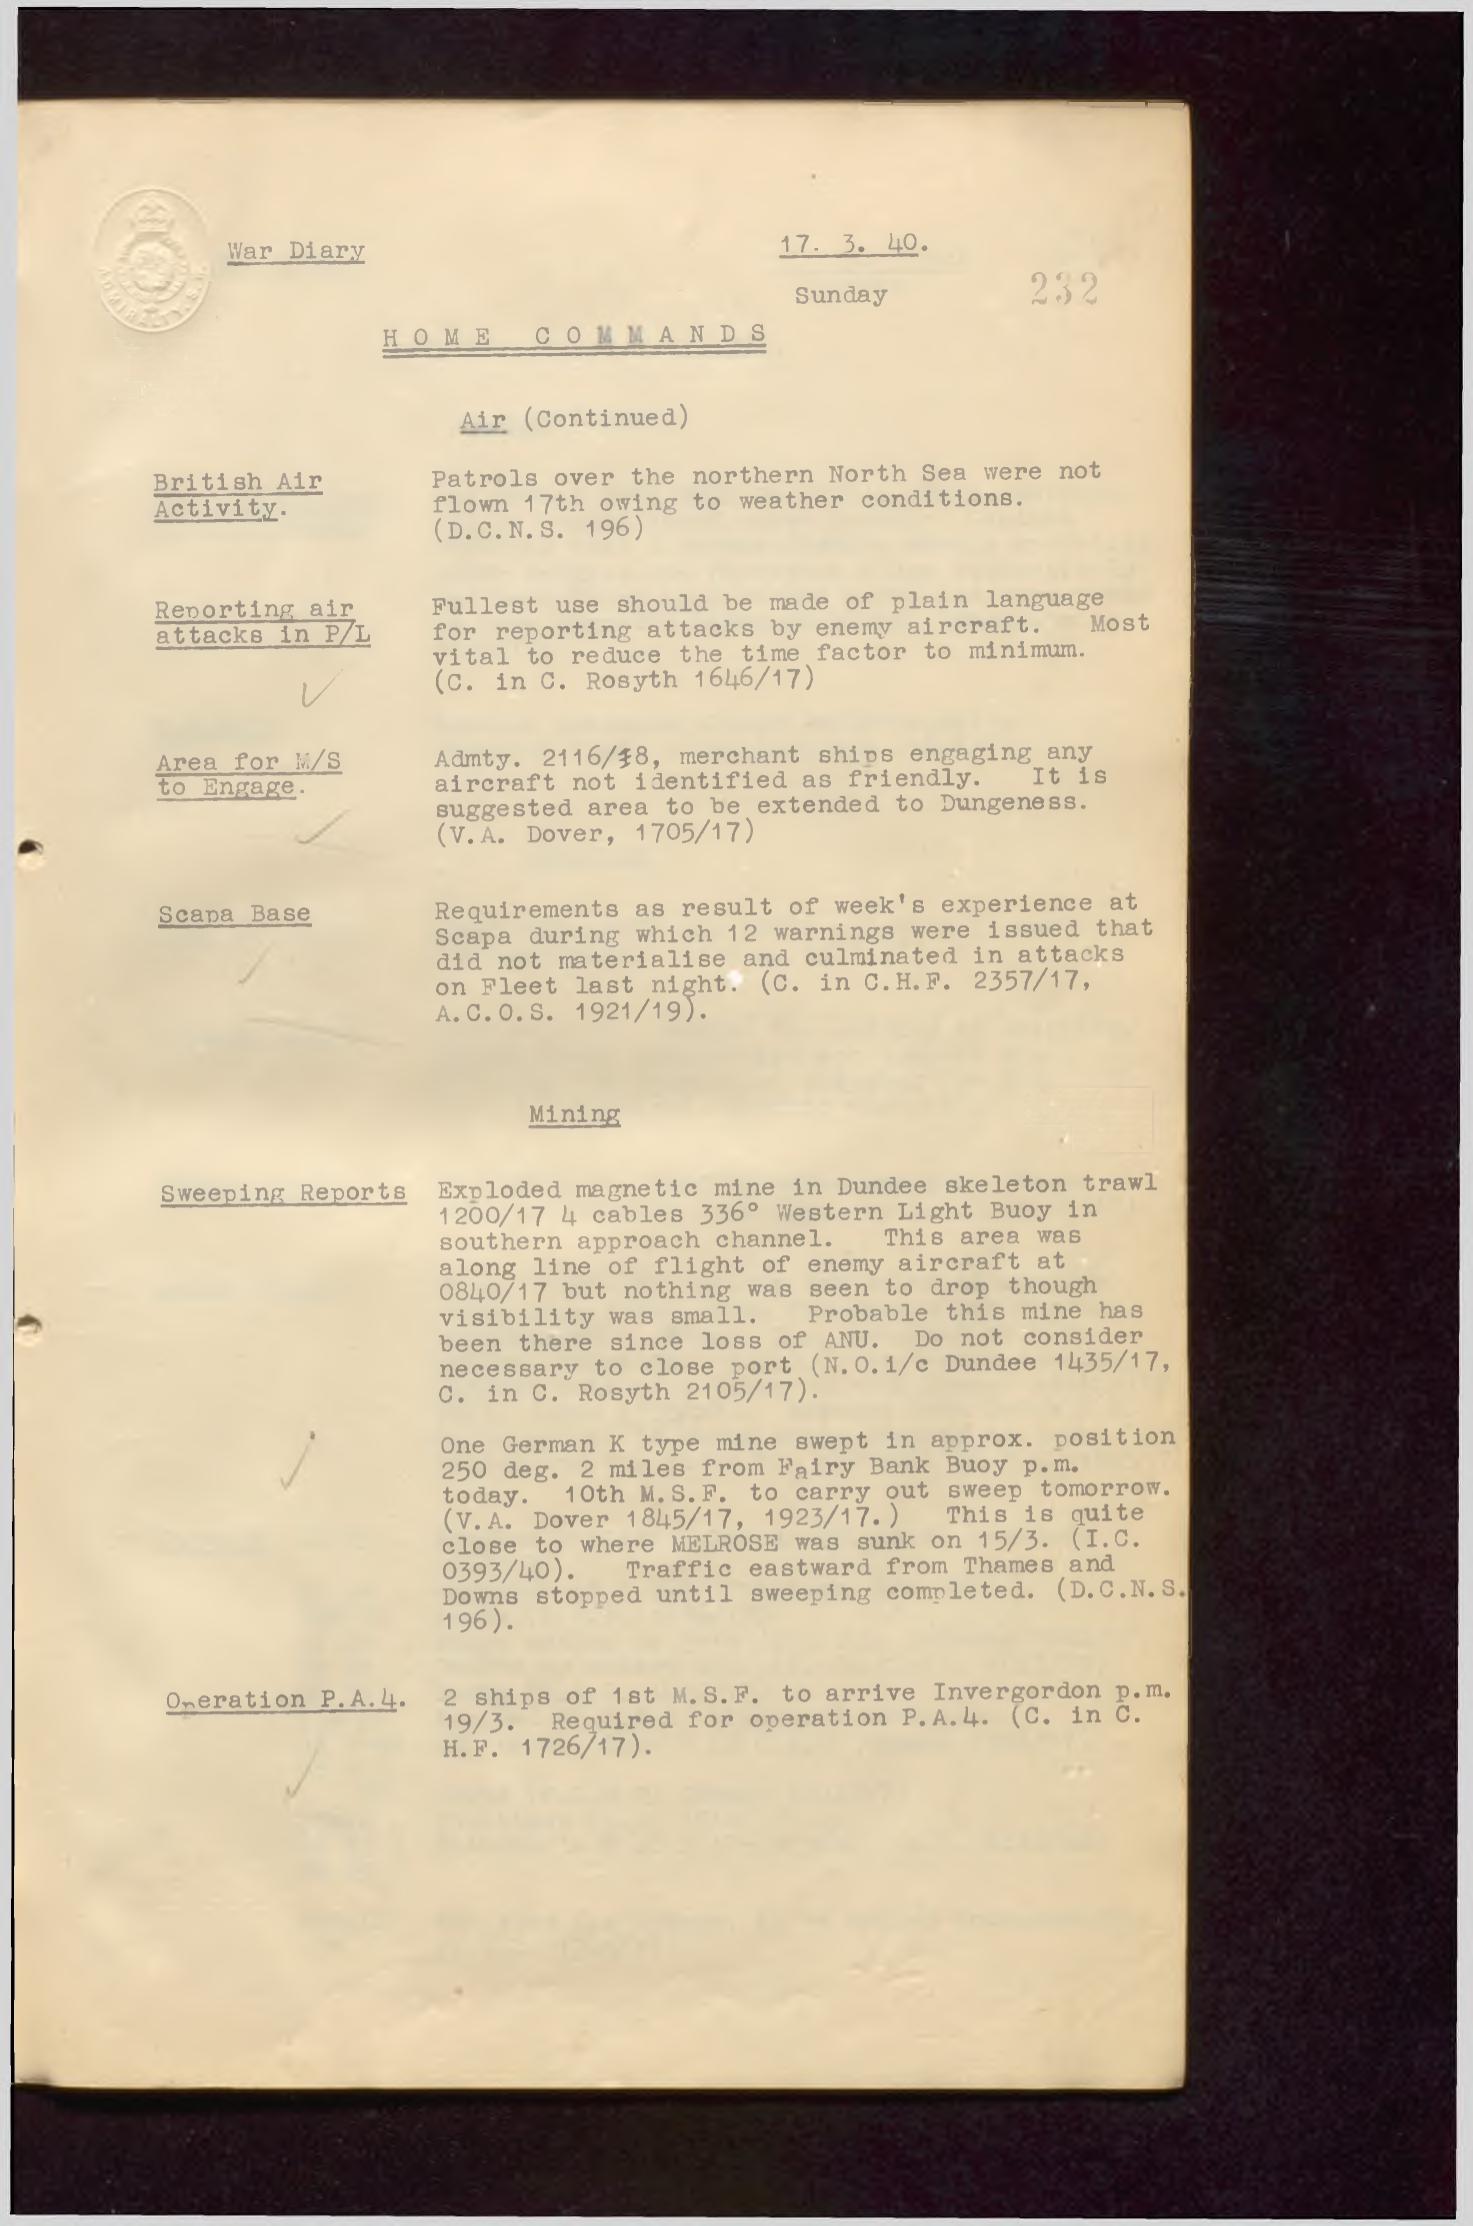 War Diary
17. 3. 40.
Sunday
232
HOME COMMANDS
Air (Continued)
British Air
Activity.
Patrols over the northern North Sea were not
flown 17th owing to weather conditions.
(D.C.N.S. 196)
Reporting air
attacks in P/L
Fullest use should be made of plain language
for reporting attacks by enemy aircraft. Most
vital to reduce the time factor to minimum.
(C. in C. Rosyth 1646/17)
Area for M/S
to Engage.
Admty. 2116/18, merchant ships engaging any
aircraft not identified as friendly. It is
suggested area to be extended to Dungeness.
(V.A. Dover, 1705/17)
Scapa Base
Requirements as result of week's experience at
Scapa during which 12 warnings were issued that
did not materialise and culminated in attacks
on Fleet last night. (C. in C.H.F. 2357/17,
A.C.O.S. 1921/19).
Mining
Sweeping Reports
Exploded magnetic mine in Dundee skeleton trawl
1200/17 4 cables 336° Western Light Buoy in
southern approach channel. This area was
along line of flight of enemy aircraft at
0840/17 but nothing was seen to drop though
visibility was small. Probable this mine has
been there since loss of ANU. Do not consider
necessary to close port (N.O.i/c Dundee 1435/17,
C. in C. Rosyth 2105/17).
One German K type mine swept in approx. position
250 deg. 2 miles from Fairy Bank Buoy p.m.
today. 10th M.S.F. to carry out sweep tomorrow.
(V.A. Dover 1845/17, 1923/17.) This is quite
close to where MELROSE was sunk on 15/3. (I.C.
0393/40). Traffic eastward from Thames and
Downs stopped until sweeping completed. (D.C.N.S.
196).
Operation P.A.4.
2 ships of 1st M.S.F. to arrive Invergordon p.m.
19/3. Required for operation P.A.4. (C. in C.
H.F. 1726/17).